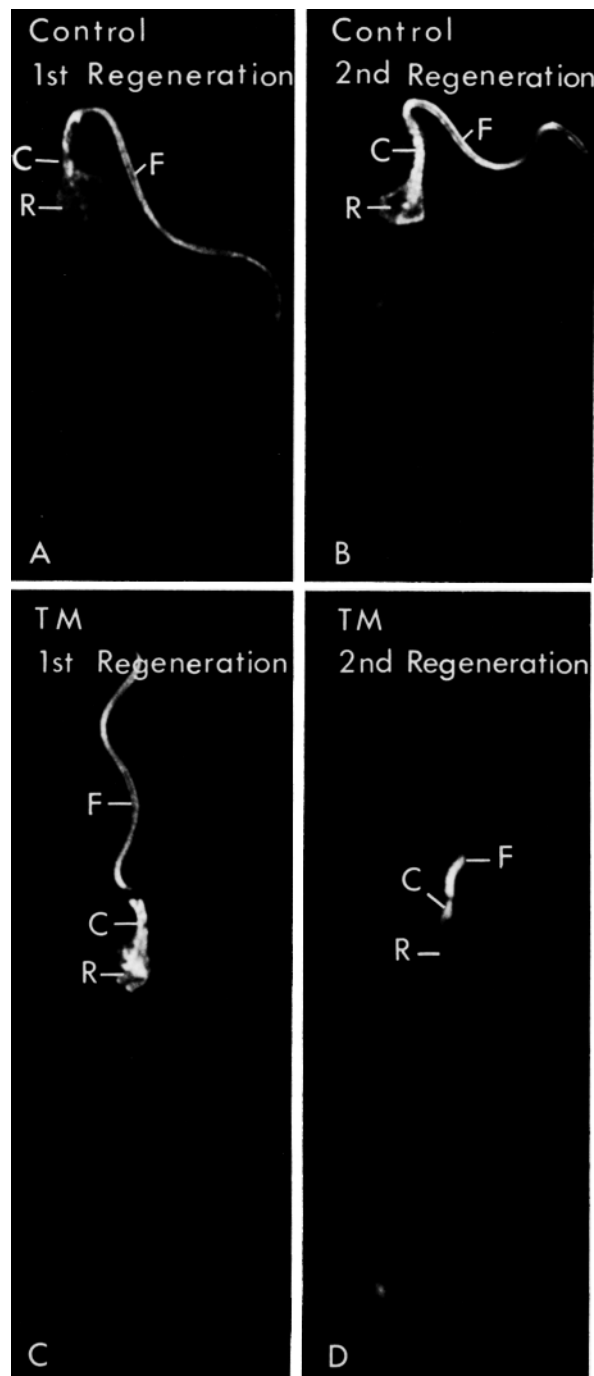 Control
1st Regeneration
C
F
R
A
Control
2nd Regeneration
C
F
R
B
TM
1st Regeneration
F
C
R
C
TM
2nd Regeneration
F
C
R
D